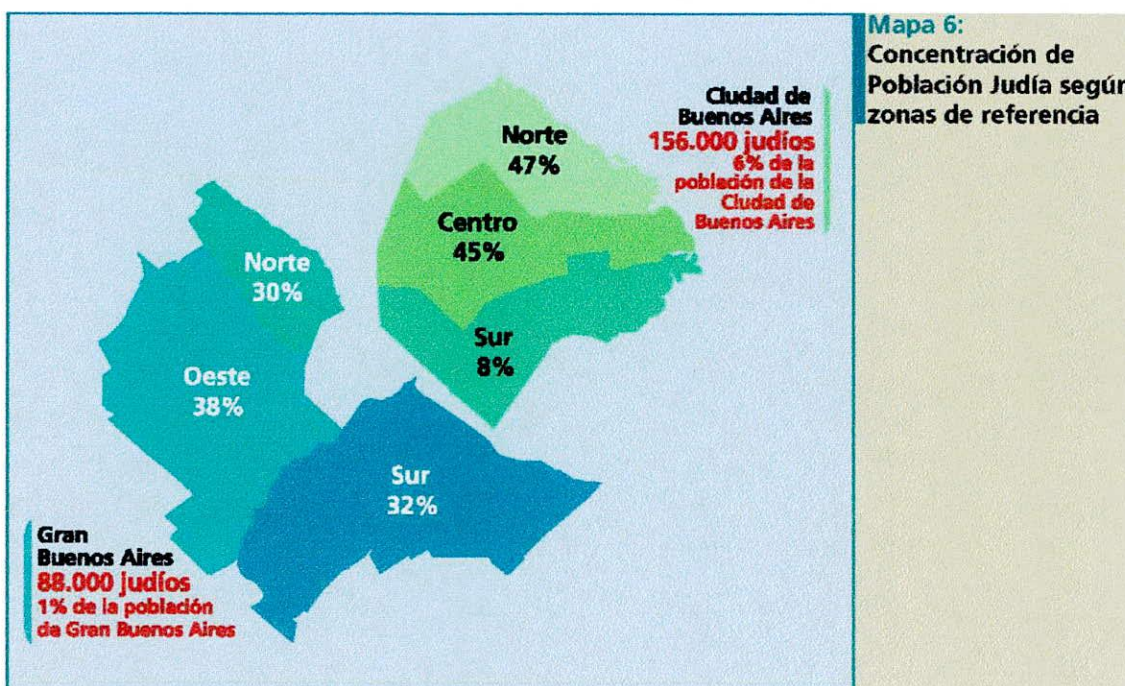 Mapa 6:
Concentración de
Población Judía según
zonas de referencia
Ciudad de
Buenos Aires
156.000 judíos
6% de la
población de la
Ciudad de
Buenos Aires
Norte
47%
Centro
45%
Sur
8%
Norte
30%
Oeste
38%
Sur
32%
Gran
Buenos Aires
88.000 judíos
1% de la población
de Gran Buenos Aires